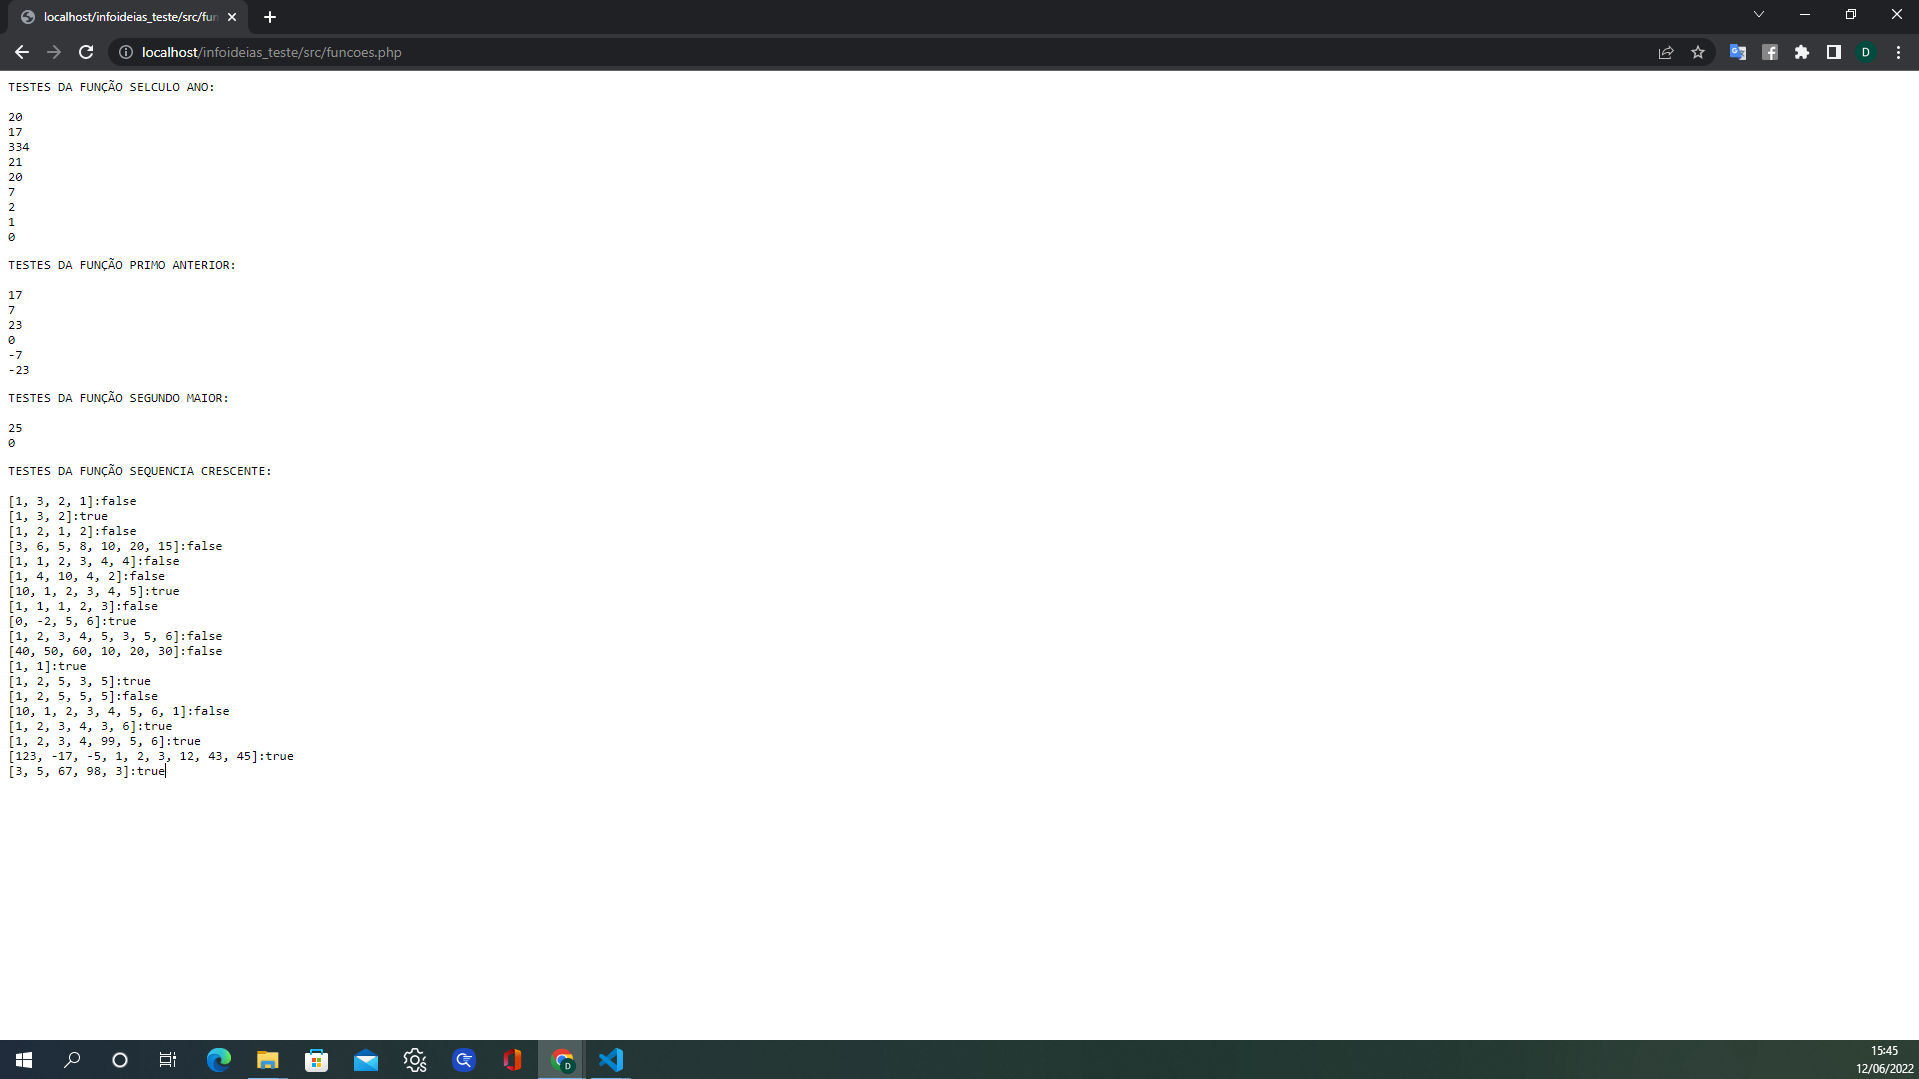 localhost/infoideias_teste/src/fun
localhost/infoideias_teste/src/funcoes.php
D
TESTES DA FUNÇÃO SELCULO ANO:
20
17
334
21
20
7
2
1
0
TESTES DA FUNÇÃO PRIMO ANTERIOR:
17
7
23
0
-7
-23
TESTES DA FUNÇÃO SEGUNDO MAIOR:
25
0
TESTES DA FUNÇÃO SEQUENCIA CRESCENTE:
[1, 3, 2, 1]:false
[1, 3, 2]:true
[1, 2, 1, 2]:false
[3, 6, 5, 8, 10, 20, 15]:false
[1, 1, 2, 3, 4, 4]:false
[1, 4, 10, 4, 2]:false
[10, 1, 2, 3, 4, 5]:true
[1, 1, 1, 2, 3]:false
[0, -2, 5, 6]:true
[1, 2, 3, 4, 5, 3, 5, 6]:false
[40, 50, 60, 10, 20, 30]:false
[1, 1]:true
[1, 2, 5, 3, 5]:true
[1, 2, 5, 5, 5]:false
[10, 1, 2, 3, 4, 5, 6, 1]:false
[1, 2, 3, 4, 3, 6]:true
[1, 2, 3, 4, 99, 5, 6]:true
[123, -17, -5, 1, 2, 3, 12, 43, 45]:true
[3, 5, 67, 98, 3]:true
D
15:45
12/06/2022